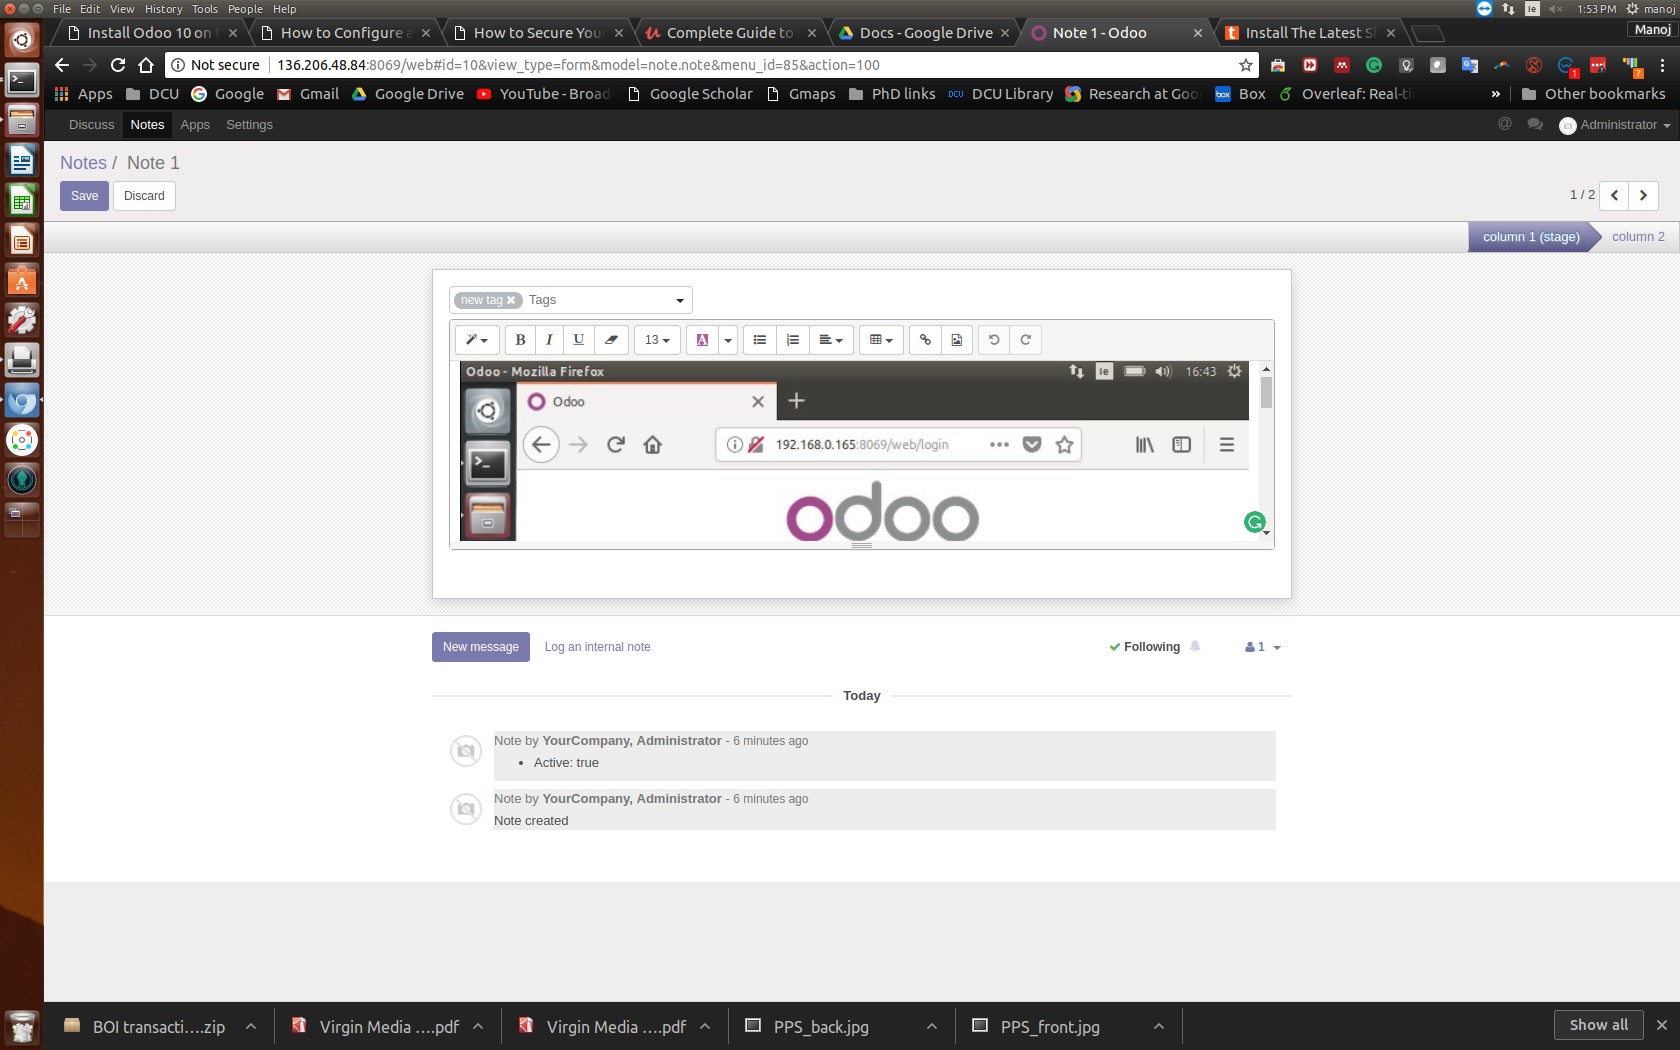 File Edit View History Tools People Help
1:53 PM manoj
Install Odoo 10 on
How to Configure a
How to Secure You
Complete Guide to
Docs - Google Drive
Note 1 - Odoo
Install The Latest S
Manoj
Not secure 136.206.48.84:8069/web#id=10&view_type=form&model=note.note&menu_id=85&action=100
Apps DCU Google Gmail Google Drive YouTube - Broad Google Scholar Gmaps PhD links DCU Library Research at Goo Box Overleaf: Real-ti » Other bookmarks
Discuss Notes Apps Settings
@ Administrator
Notes / Note 1
Save Discard
1 / 2
column 1 (stage) column 2
new tag Tags
B I U 13 A
Odoo - Mozilla Firefox
Ie 16:43
Odoo
192.168.0.165:8069/web/login
odoo
New message Log an internal note
Following 1
Today
Note by YourCompany, Administrator - 6 minutes ago
• Active: true
Note by YourCompany, Administrator - 6 minutes ago
Note created
BOI transacti....zip
Virgin Media ....pdf
Virgin Media ....pdf
PPS_back.jpg
PPS_front.jpg
Show all